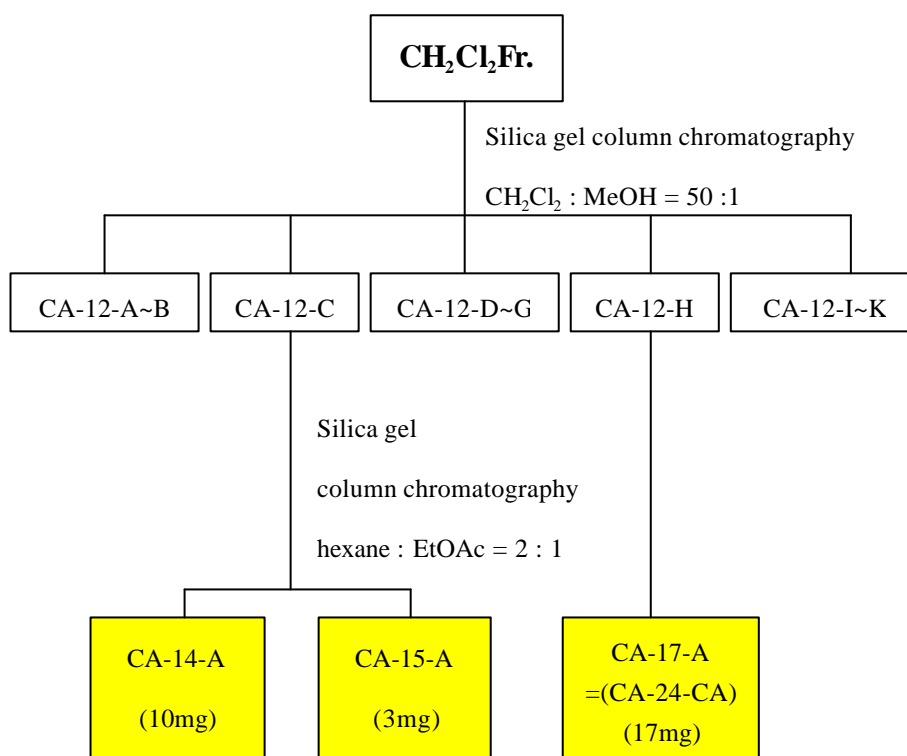 CH₂Cl₂Fr.
Silica gel column chromatography
CH₂Cl₂ : MeOH = 50 :1
CA-12-A~B
CA-12-C
CA-12-D~G
CA-12-H
CA-12-I~K
Silica gel
column chromatography
hexane : EtOAc = 2 : 1
CA-14-A
(10mg)
CA-15-A
(3mg)
CA-17-A
=(CA-24-CA)
(17mg)